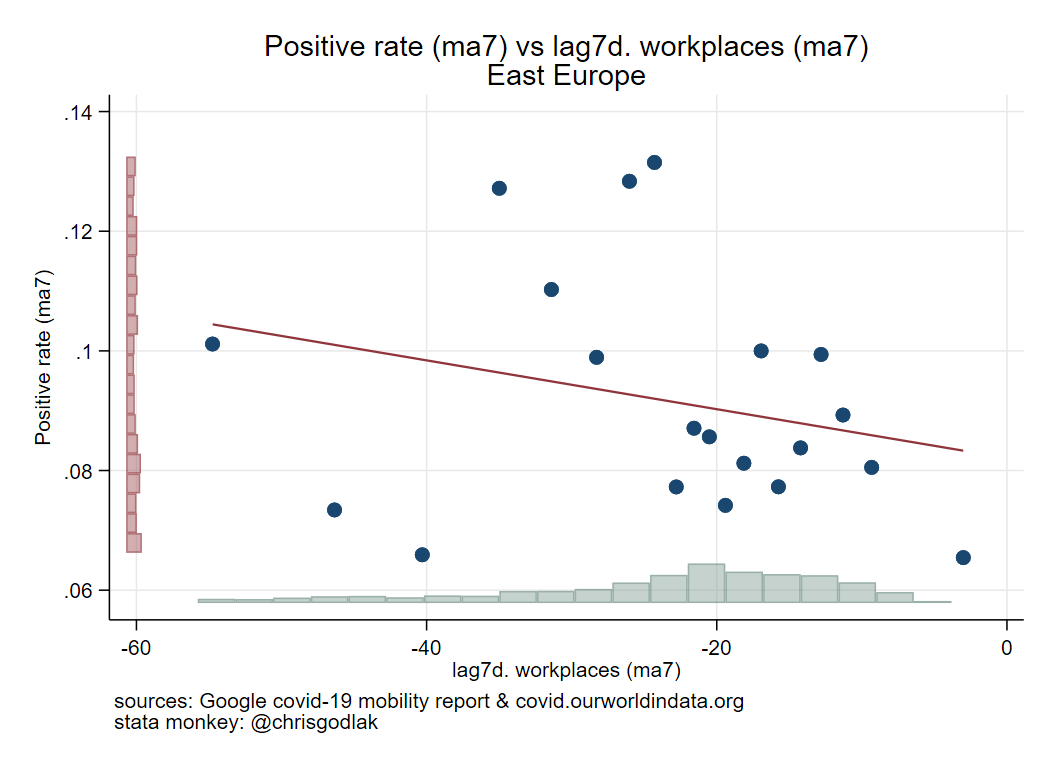 Positive rate (ma7) vs lag7d. workplaces (ma7)
East Europe
.14
.12
.1
.08
.06
Positive rate (ma7)
-60
-40
-20
0
lag7d. workplaces (ma7)
sources: Google covid-19 mobility report & covid.ourworldindata.org
stata monkey: @chrisgodlak